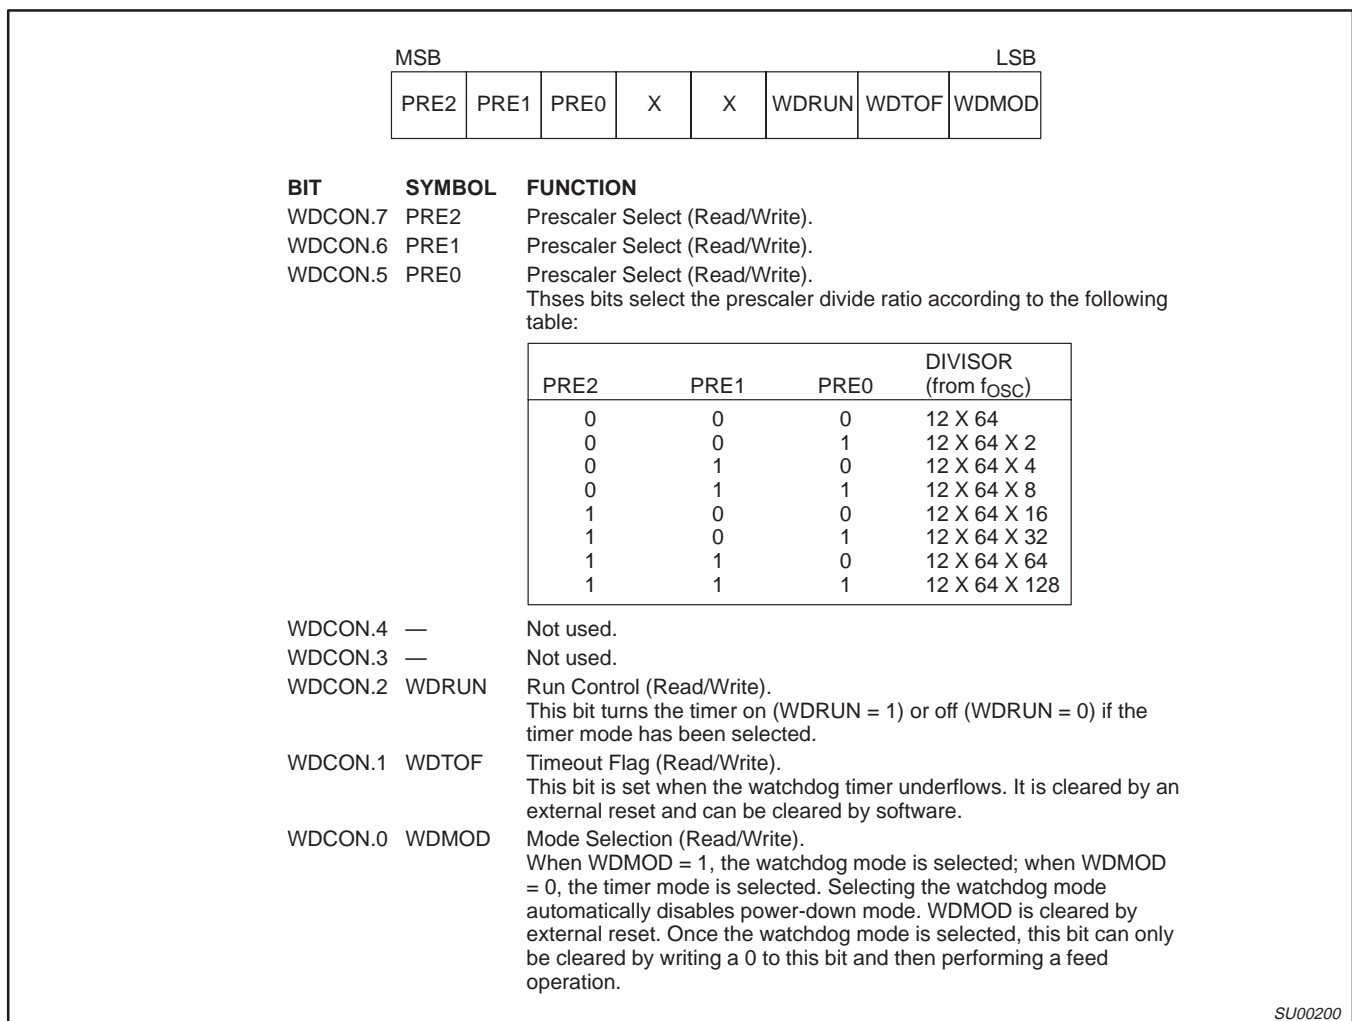 MSB LSB
PRE2 PRE1 PRE0 X X WDRUN WDTOF WDMOD
BIT SYMBOL FUNCTION
WDCON.7 PRE2 Prescaler Select (Read/Write).
WDCON.6 PRE1 Prescaler Select (Read/Write).
WDCON.5 PRE0 Prescaler Select (Read/Write).
Thses bits select the prescaler divide ratio according to the following
table:
DIVISOR
PRE2 PRE1 PRE0 (from fOSC)
0 0 0 12 X 64
0 0 1 12 X 64 X 2
0 1 0 12 X 64 X 4
0 1 1 12 X 64 X 8
1 0 0 12 X 64 X 16
1 0 1 12 X 64 X 32
1 1 0 12 X 64 X 64
1 1 1 12 X 64 X 128
WDCON.4 — Not used.
WDCON.3 — Not used.
WDCON.2 WDRUN Run Control (Read/Write).
This bit turns the timer on (WDRUN = 1) or off (WDRUN = 0) if the
timer mode has been selected.
WDCON.1 WDTOF Timeout Flag (Read/Write).
This bit is set when the watchdog timer underflows. It is cleared by an
external reset and can be cleared by software.
WDCON.0 WDMOD Mode Selection (Read/Write).
When WDMOD = 1, the watchdog mode is selected; when WDMOD
= 0, the timer mode is selected. Selecting the watchdog mode
automatically disables power-down mode. WDMOD is cleared by
external reset. Once the watchdog mode is selected, this bit can only
be cleared by writing a 0 to this bit and then performing a feed
operation.
SU00200